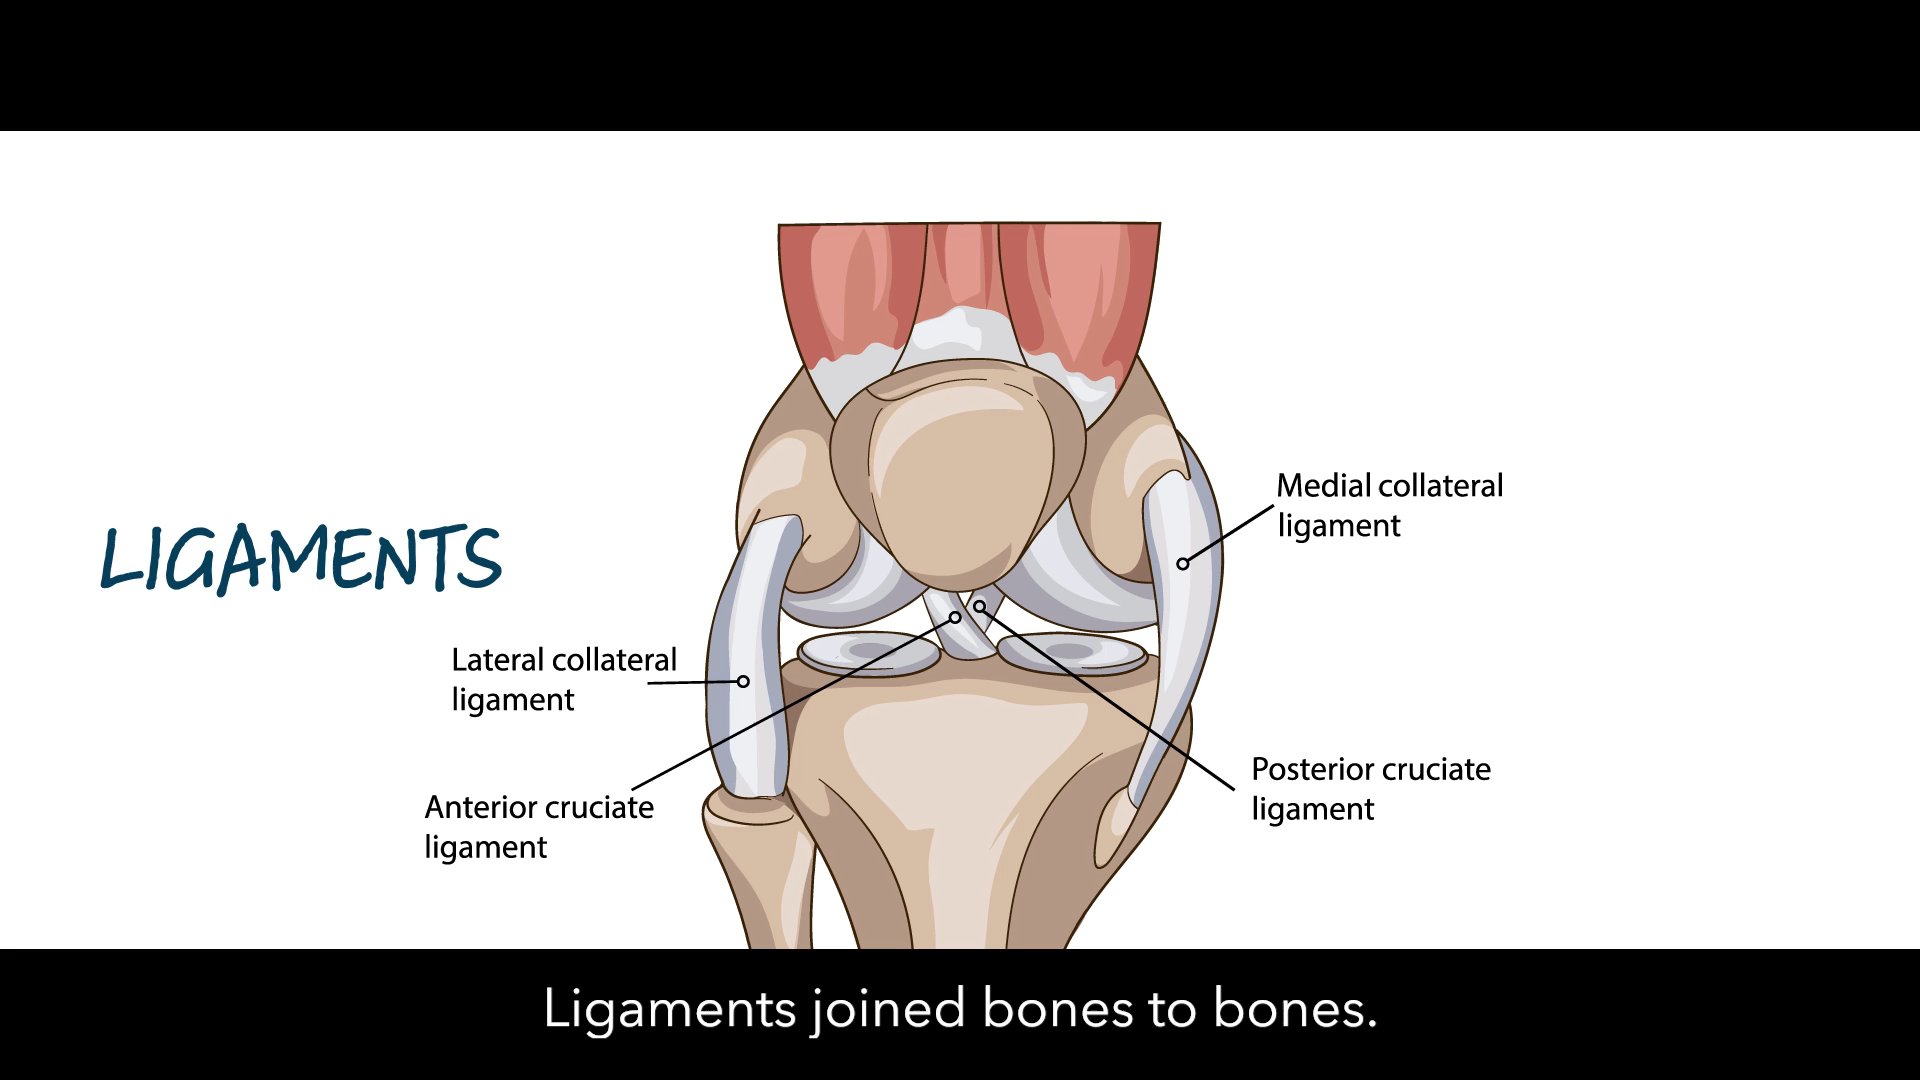 LIGAMENTS
Medial collateral
ligament
Lateral collateral
ligament
Anterior cruciate
ligament
Posterior cruciate
ligament
Ligaments joined bones to bones.